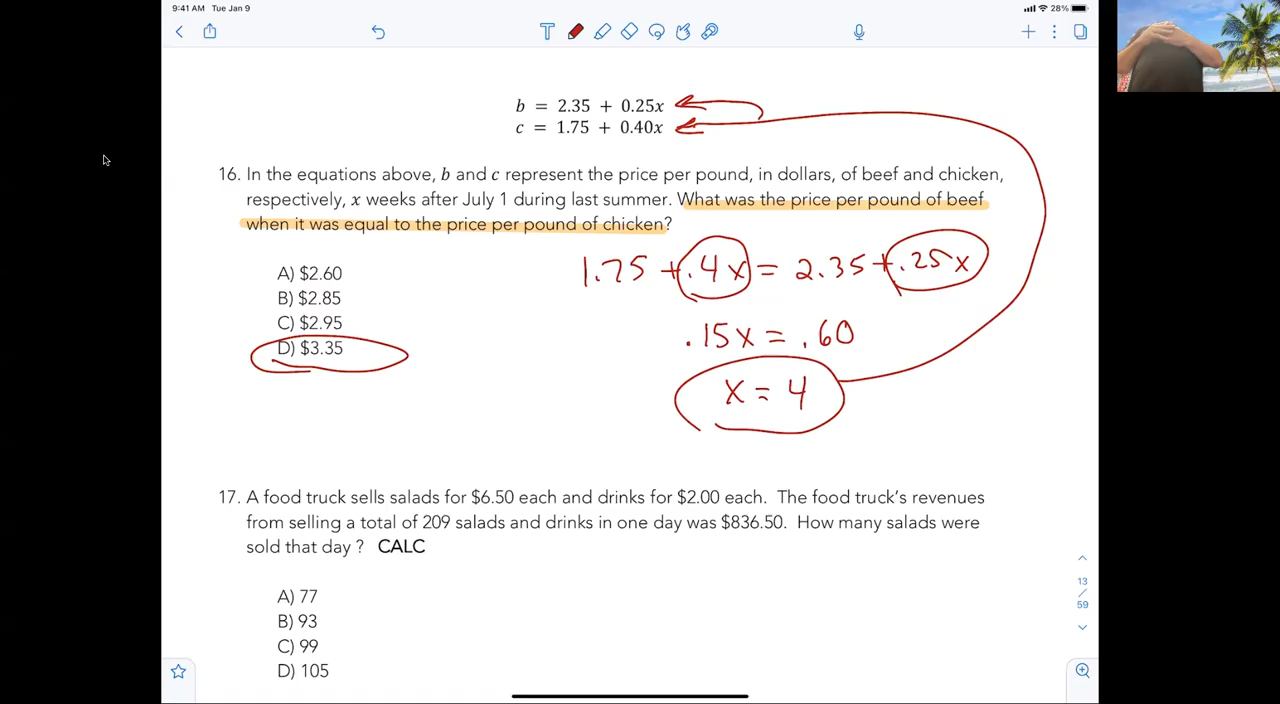 9:41 AM Tue Jan 9
28%
T
b = 2.35 + 0.25x
c = 1.75 + 0.40x
16. In the equations above, b and c represent the price per pound, in dollars, of beef and chicken,
respectively, x weeks after July 1 during last summer. What was the price per pound of beef
when it was equal to the price per pound of chicken?
A) $2.60
B) $2.85
C) $2.95
D) $3.35
1.75 + .4x = 2.35 + .25x
.15x = .60
x = 4
17. A food truck sells salads for $6.50 each and drinks for $2.00 each. The food truck's revenues
from selling a total of 209 salads and drinks in one day was $836.50. How many salads were
sold that day ? CALC
A) 77
B) 93
C) 99
D) 105
13
/
59